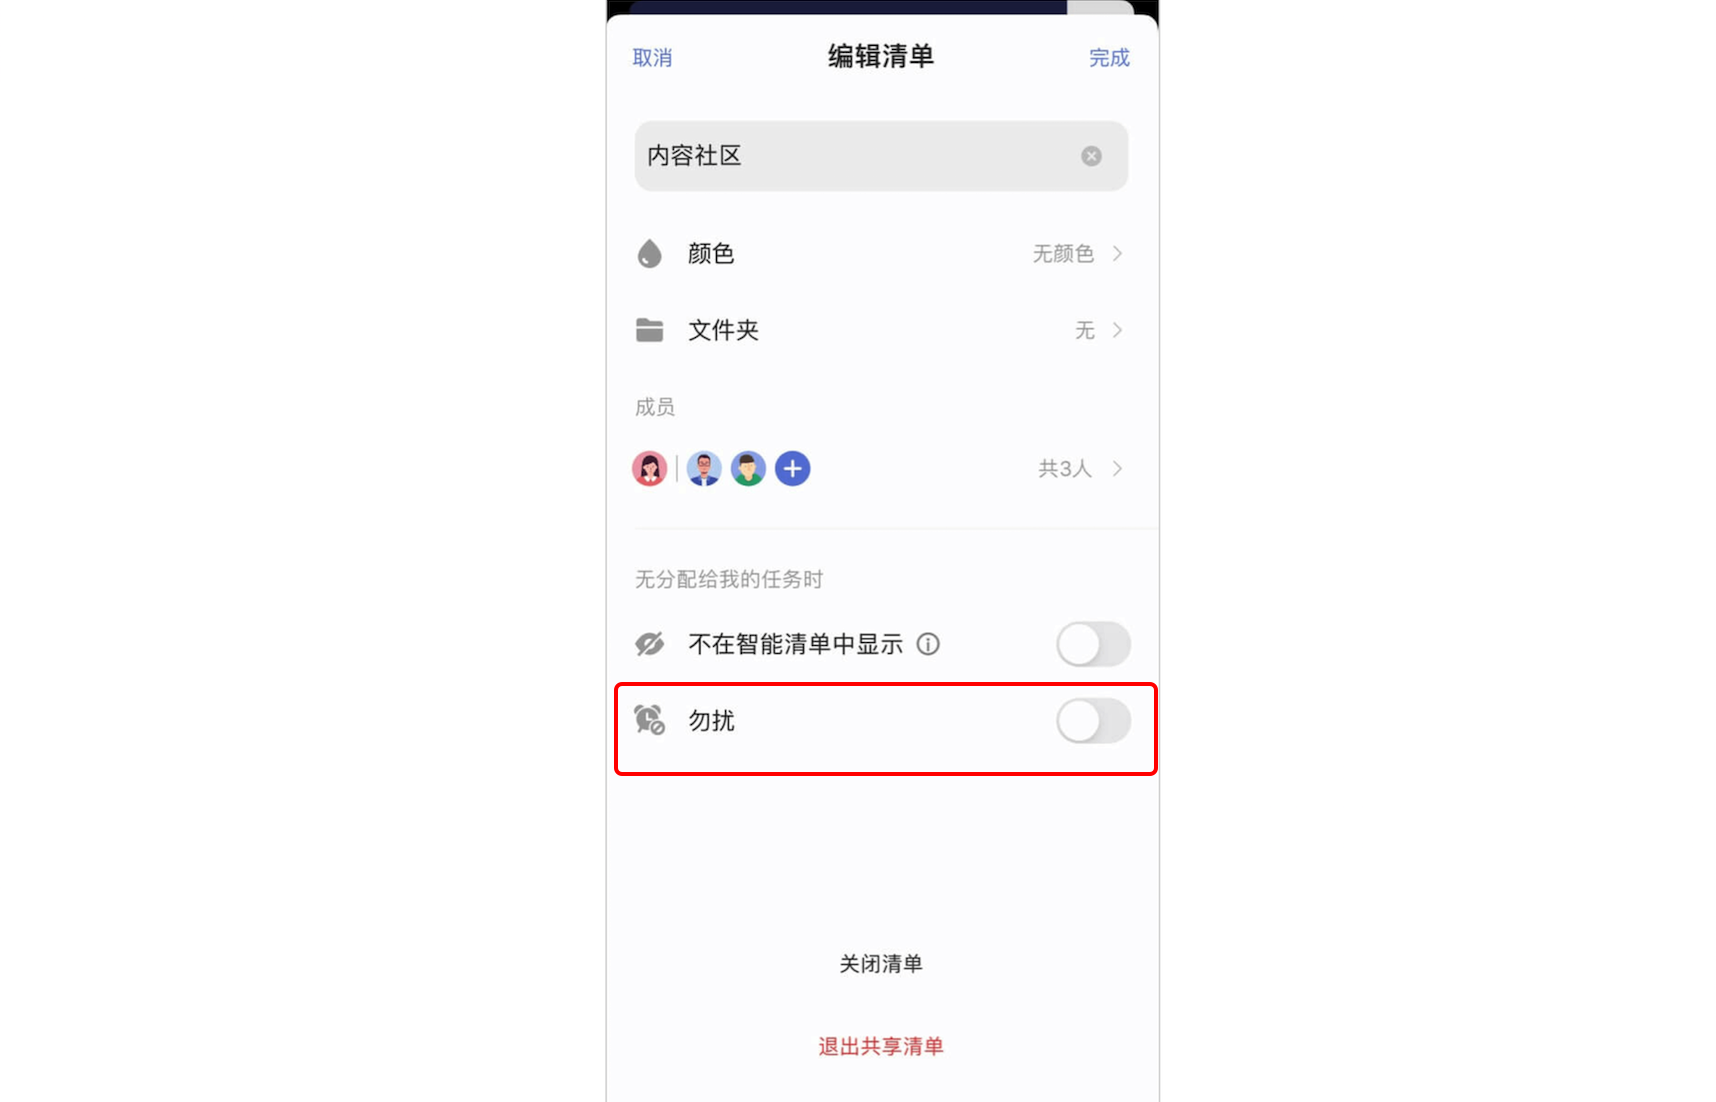 取消
编辑清单
完成
内容社区
颜色
无颜色
文件夹
无
成员
共3人
无分配给我的任务时
不在智能清单中显示
勿扰
关闭清单
退出共享清单